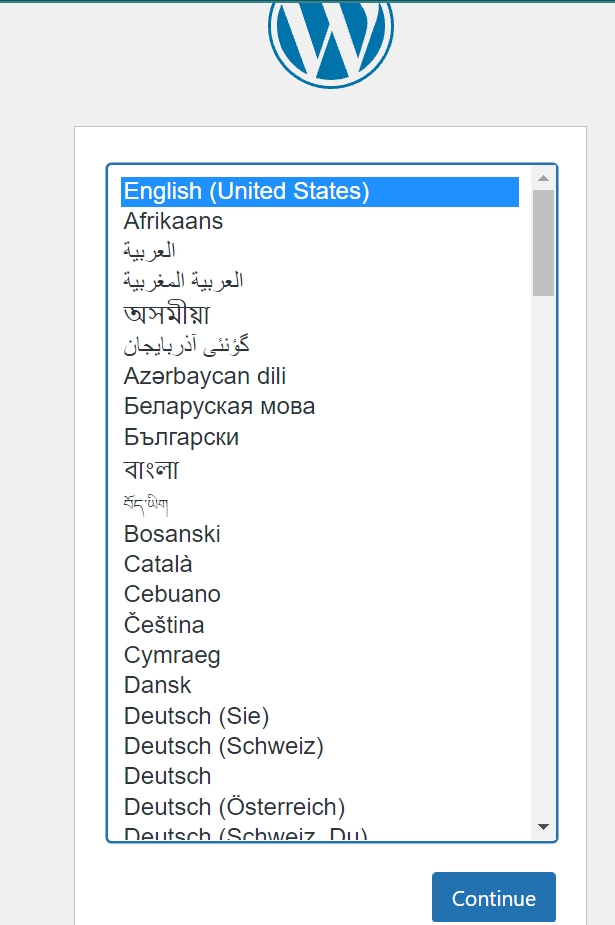 English (United States)
Afrikaans
العربية
العربية المغربية
অসমীয়া
گؤنئی آذربایجان
Azərbaycan dili
Беларуская мова
Български
বাংলা
བོད་ཡིག
Bosanski
Català
Cebuano
Čeština
Cymraeg
Dansk
Deutsch (Sie)
Deutsch (Schweiz)
Deutsch
Deutsch (Österreich)
Deutsch (Schweiz, Du)
Continue